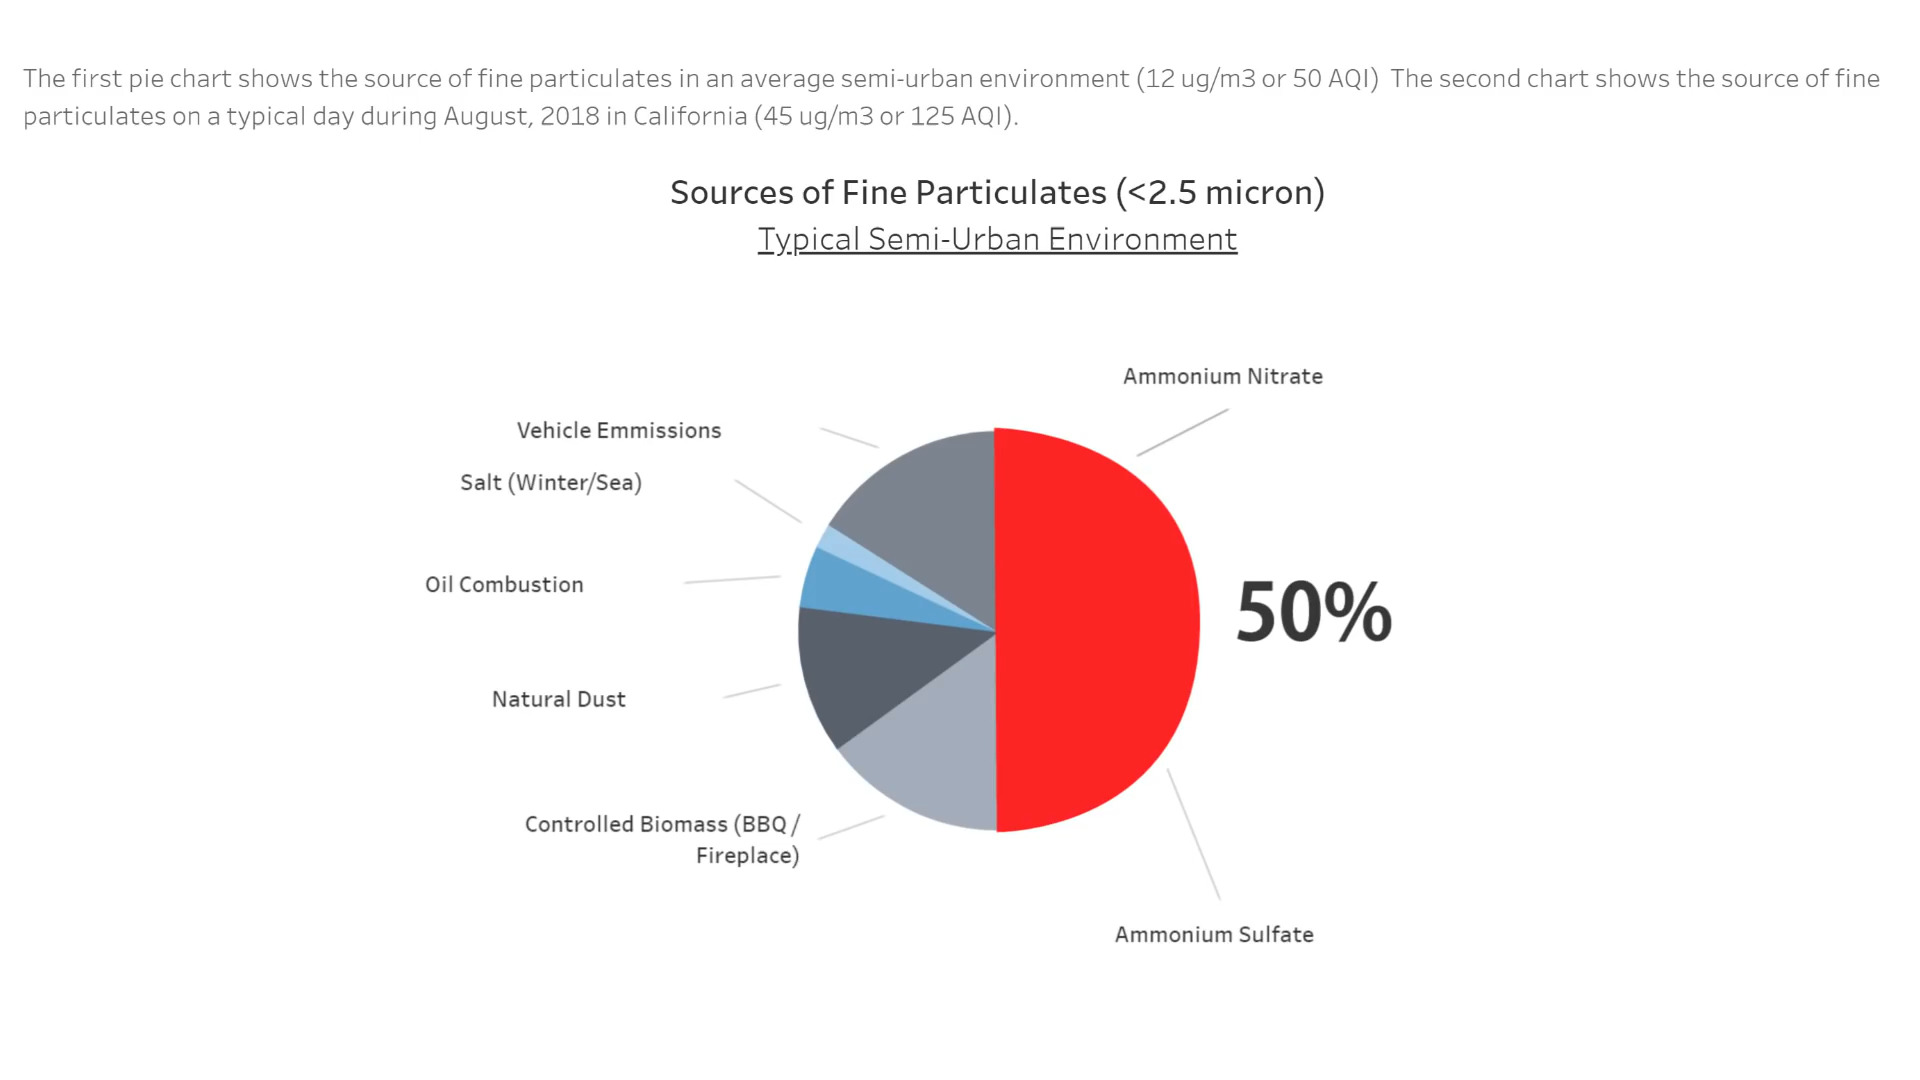 The first pie chart shows the source of fine particulates in an average semi-urban environment (12 ug/m3 or 50 AQI)  The second chart shows the source of fine
particulates on a typical day during August, 2018 in California (45 ug/m3 or 125 AQI).
Sources of Fine Particulates (<2.5 micron)
Typical Semi-Urban Environment
Ammonium Nitrate
Vehicle Emmissions
Salt (Winter/Sea)
Oil Combustion
50%
Natural Dust
Controlled Biomass (BBQ /
Fireplace)
Ammonium Sulfate